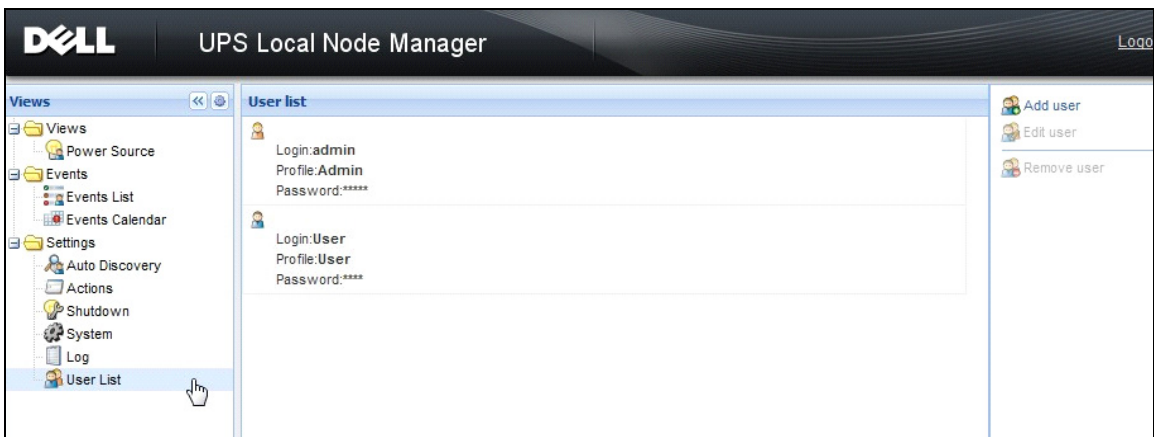 DELL
UPS Local Node Manager
Logo
Views
Views
Power Source
Events
Events List
Events Calendar
Settings
Auto Discovery
Actions
Shutdown
System
Log
User List
User list
Login:admin
Profile:Admin
Password:*****
Login:User
Profile:User
Password:****
Add user
Edit user
Remove user